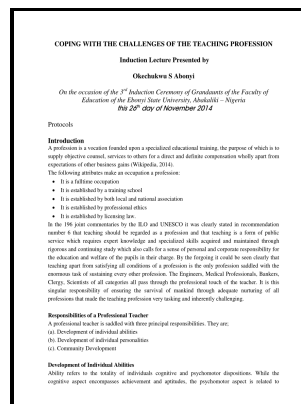 COPING WITH THE CHALLENGES OF THE TEACHING PROFESSION
Induction Lecture Presented by
Okechukwu S Abonyi
On the occasion of the 3rd Induction Ceremony of Grandaunts of the Faculty of
Education of the Ebonyi State University, Abakaliki – Nigeria
this 26th day of November 2014
Protocols
Introduction
A profession is a vocation founded upon a specialized educational training, the purpose of which is to
supply objective counsel, services to others for a direct and definite compensation wholly apart from
expectations of other business gains (Wikipedia, 2014).
The following attributes make an occupation a profession:
• It is a fulltime occupation
• It is established by a training school
• It is established by both local and national association
• It is established by professional ethics
• It is established by licensing law.
In the 196 joint commentaries by the ILO and UNESCO it was clearly stated in recommendation
number 6 that teaching should be regarded as a profession and that teaching is a form of public
service which requires expert knowledge and specialized skills acquired and maintained through
rigorous and continuing study which also calls for a sense of personal and corporate responsibility for
the education and welfare of the pupils in their charge. By the forgoing it could be seen clearly that
teaching apart from satisfying all conditions of a profession is the only profession saddled with the
enormous task of sustaining every other profession. The Engineers, Medical Professionals, Bankers,
Clergy, Scientists of all categories all pass through the professional touch of the teacher. It is this
singular responsibility of ensuring the survival of mankind through adequate nurturing of all
professions that made the teaching profession very tasking and inherently challenging.
Responsibilities of a Professional Teacher
A professional teacher is saddled with three principal responsibilities. They are,
(a). Development of individual abilities
(b). Development of individual personalities
(c). Community Development
Development of Individual Abilities
Ability refers to the totality of individuals cognitive and psychomotor dispositions. While the
cognitive aspect encompasses achievement and aptitudes, the psychomotor aspect is related to